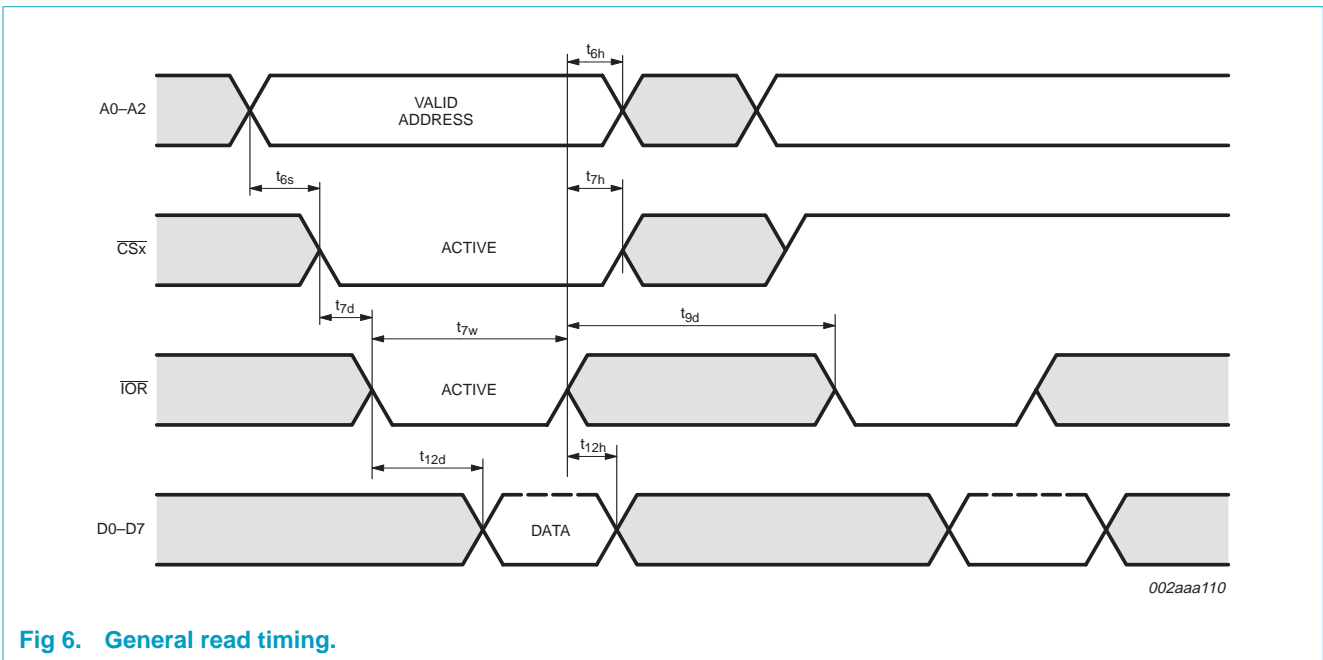 t6h
A0–A2
VALID
ADDRESS
t6s
t7h
CSx
ACTIVE
t7d
t7w
t9d
IOR
ACTIVE
t12d
t12h
D0–D7
DATA
002aaa110
Fig 6. General read timing.